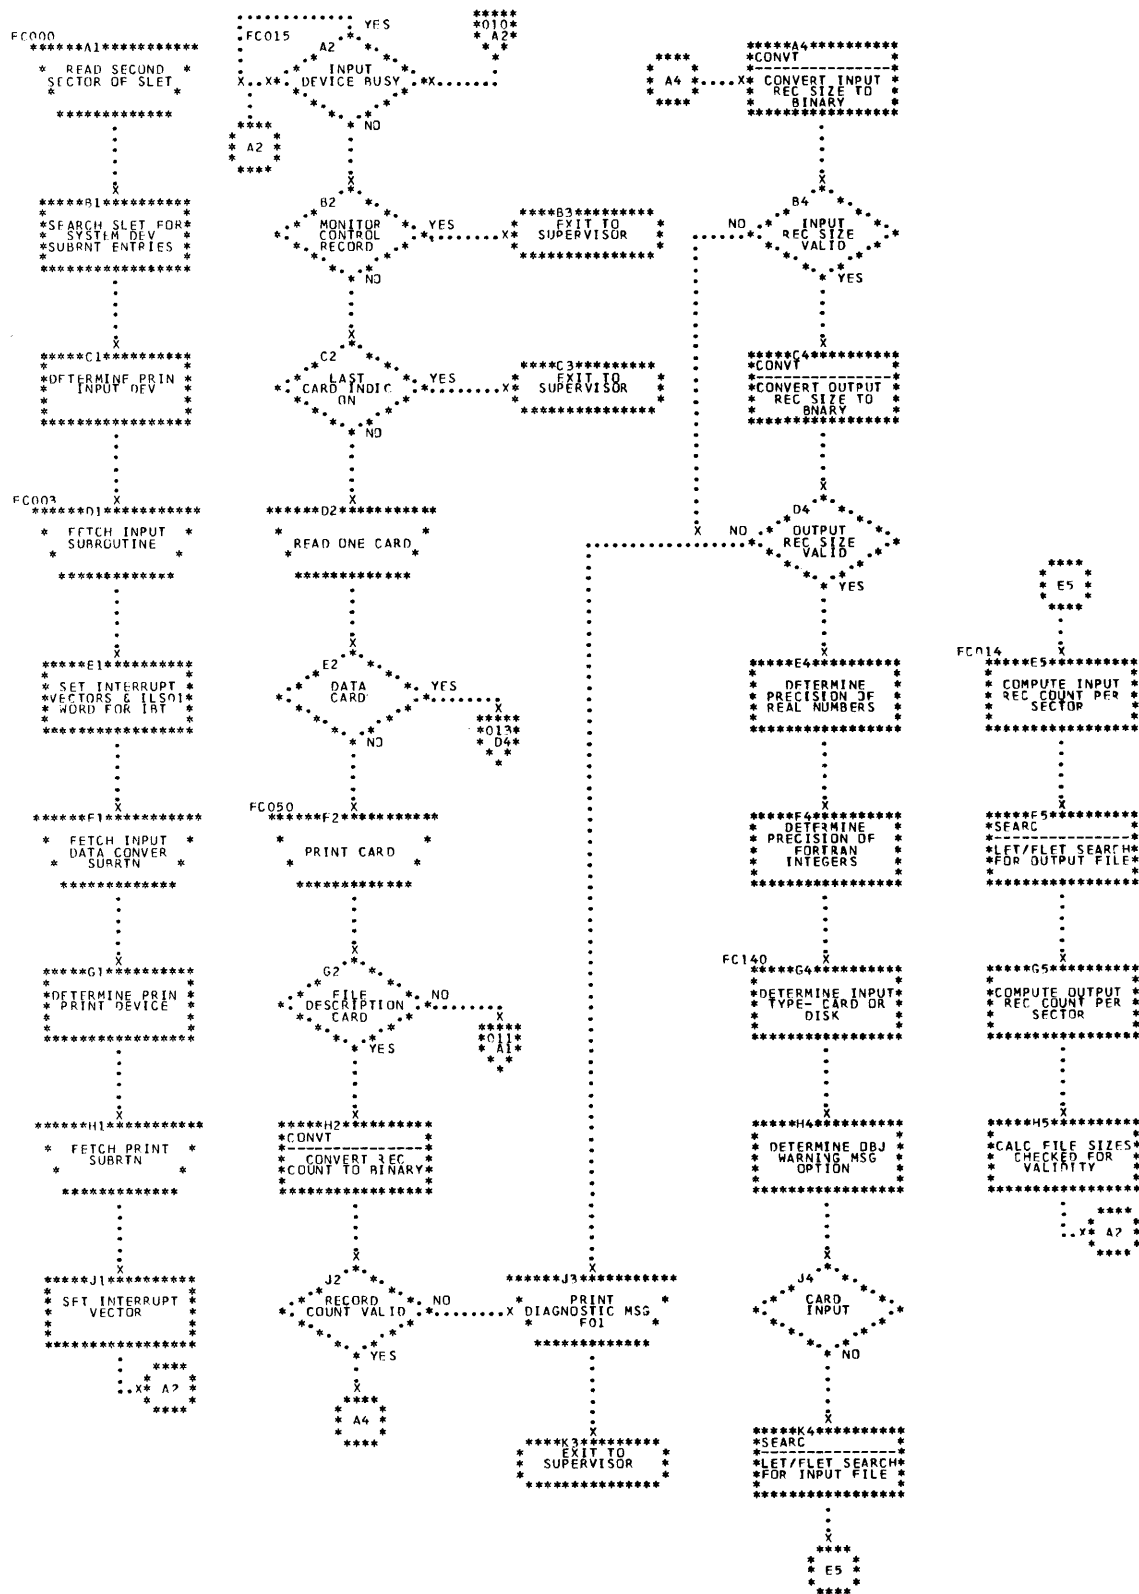 FC000
A1
READ SECOND
SECTOR OF SLET
B1
SEARCH SLET FOR
SYSTEM DEV
SUBRNT ENTRIES
C1
DETERMINE PRIN
INPUT DEV
FC003
D1
FETCH INPUT
SUBROUTINE
E1
SET INTERRUPT
VECTORS & ILS01
WORD FOR IBT
F1
FETCH INPUT
DATA CONVER
SUBRTN
G1
DETERMINE PRIN
PRINT DEVICE
H1
FETCH PRINT
SUBRTN
J1
SET INTERRUPT
VECTOR
A2
FC015
YES
A2
INPUT
DEVICE BUSY
NO
010
A2
A2
B2
MONITOR
CONTROL
RECORD
YES
NO
B3
EXIT TO
SUPERVISOR
C2
LAST
CARD INDIC
ON
YES
NO
C3
EXIT TO
SUPERVISOR
D2
READ ONE CARD
E2
DATA
CARD
YES
NO
013
D4
FC050
F2
PRINT CARD
G2
FILE
DESCRIPTION
CARD
NO
YES
011
A1
H2
CONVT
CONVERT REC
COUNT TO BINARY
J2
RECORD
COUNT VALID
NO
YES
A4
J3
PRINT
DIAGNOSTIC MSG
F01
K3
EXIT TO
SUPERVISOR
A4
A4
CONVT
CONVERT INPUT
REC SIZE TO
BINARY
B4
INPUT
REC SIZE
VALID
NO
YES
C4
CONVT
CONVERT OUTPUT
REC SIZE TO
BNARY
D4
OUTPUT
REC SIZE
VALID
NO
YES
E4
DETERMINE
PRECISION OF
REAL NUMBERS
F4
DETERMINE
PRECISION OF
FORTRAN
INTEGERS
FC140
G4
DETERMINE INPUT
TYPE- CARD OR
DISK
H4
DETERMINE OBJ
WARNING MSG
OPTION
J4
CARD
INPUT
NO
K4
SEARC
LET/FLET SEARCH
FOR INPUT FILE
E5
E5
FC014
E5
COMPUTE INPUT
REC COUNT PER
SECTOR
F5
SEARC
LET/FLET SEARCH
FOR OUTPUT FILE
G5
COMPUTE OUTPUT
REC COUNT PER
SECTOR
H5
CALC FILE SIZES
CHECKED FOR
VALIDITY
A2